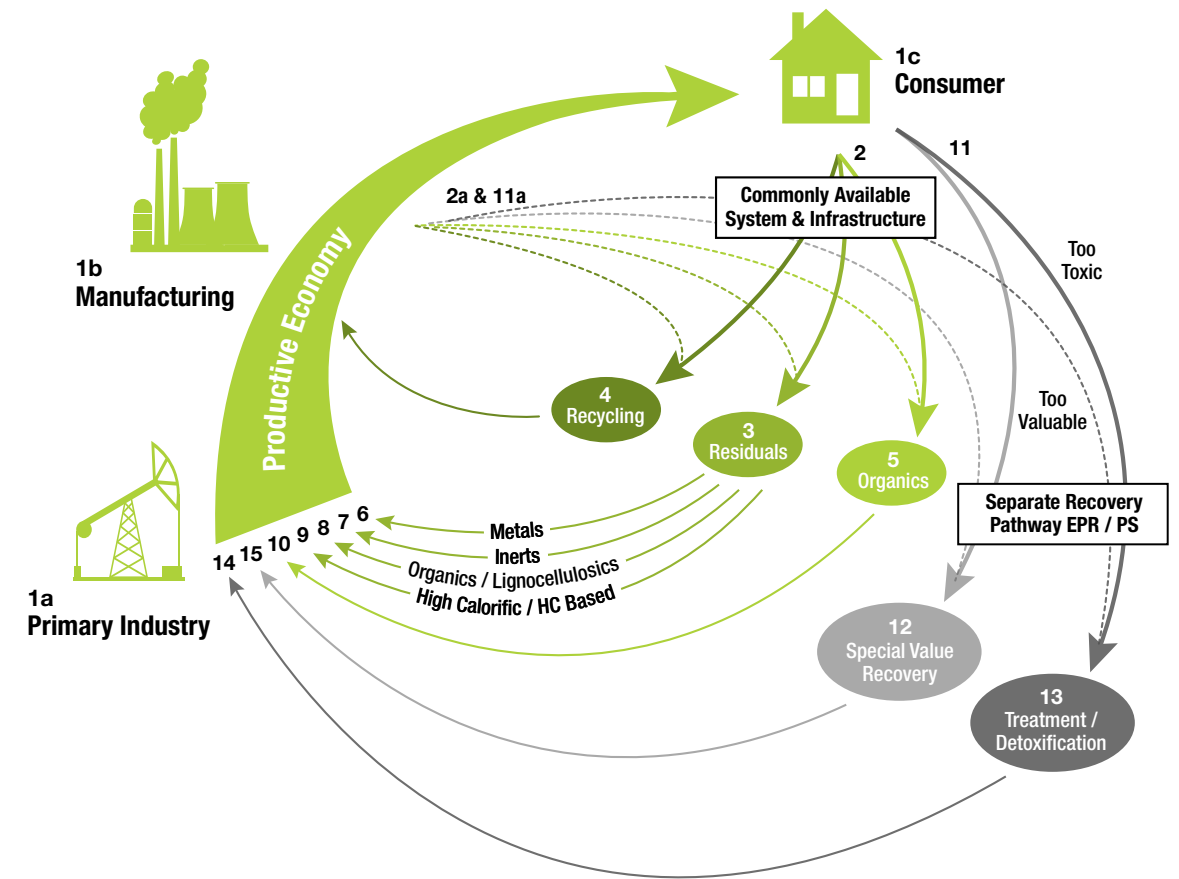 1c
Consumer
1b
Manufacturing
1a
Primary Industry
Productive Economy
2
11
2a & 11a
Commonly Available
System & Infrastructure
Too
Toxic
Too
Valuable
4
Recycling
3
Residuals
5
Organics
Separate Recovery
Pathway EPR / PS
14 15 10 9 8 7 6
Metals
Inerts
Organics / Lignocellulosics
High Calorific / HC Based
12
Special Value
Recovery
13
Treatment /
Detoxification